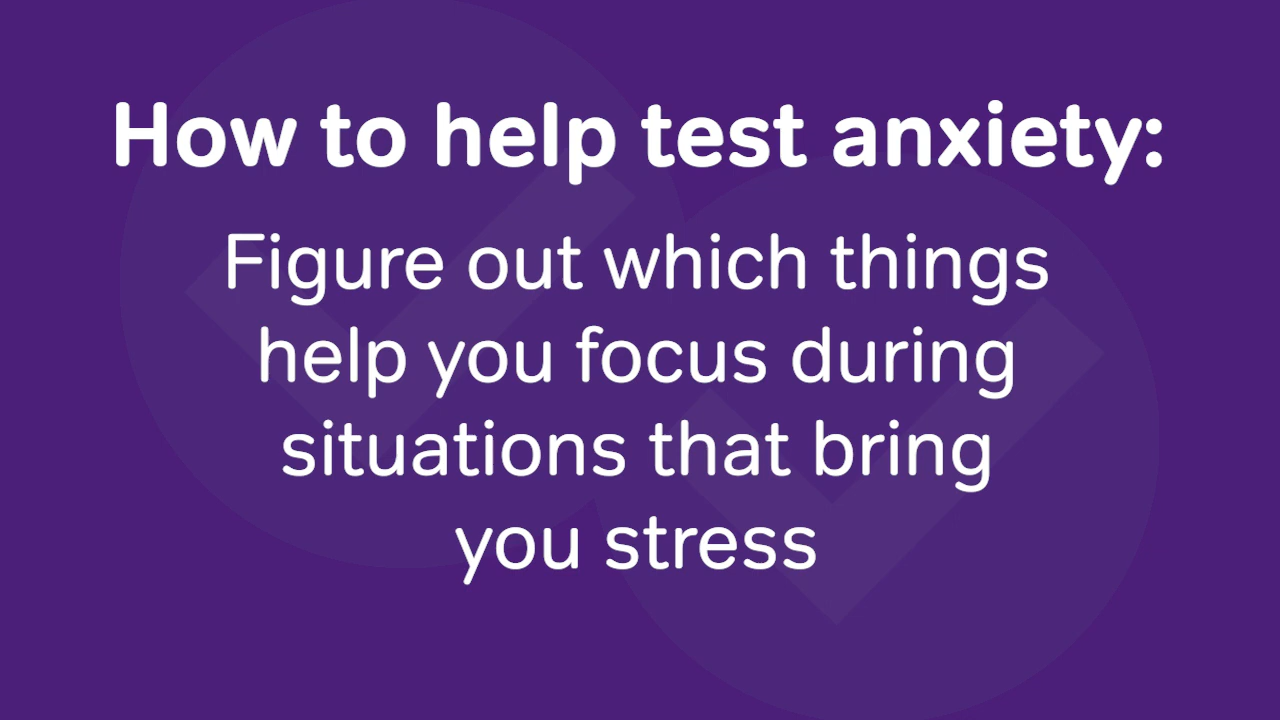 How to help test anxiety:
Figure out which things
help you focus during
situations that bring
you stress